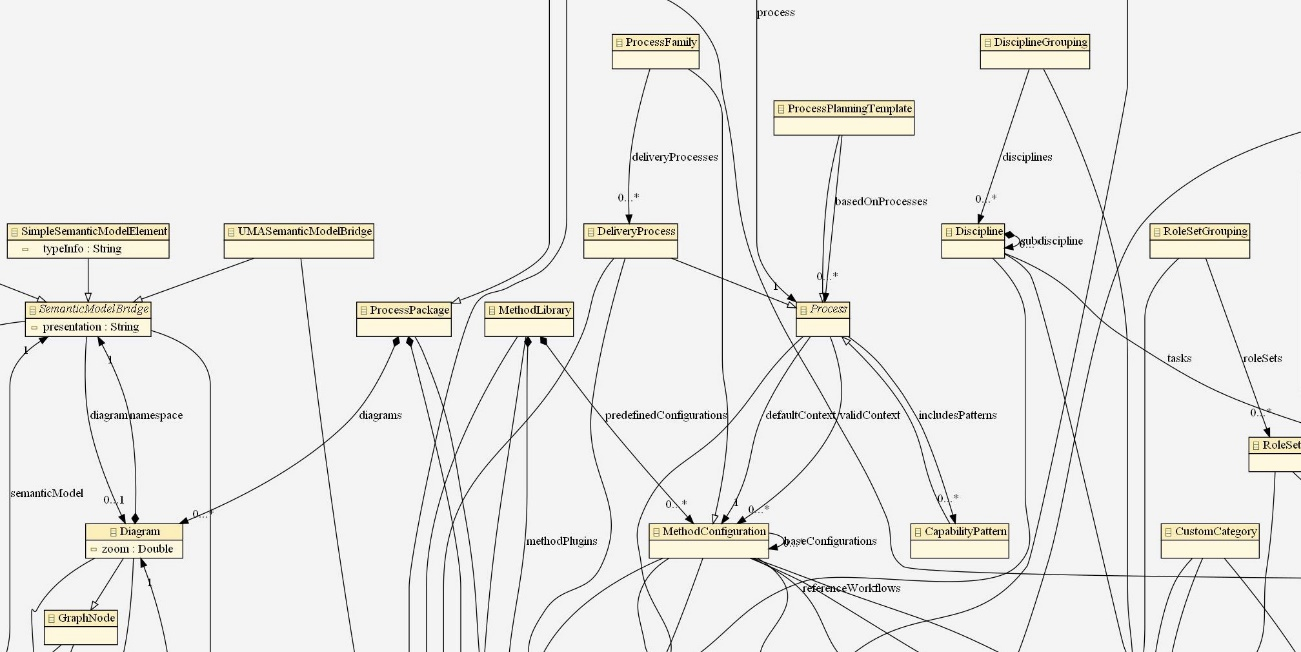 process
ProcessFamily
DisciplineGrouping
ProcessPlanningTemplate
deliveryProcesses
disciplines
0...*
0...*
basedOnProcesses
SimpleSemanticModelElement
typeInfo : String
UMASemanticModelBridge
DeliveryProcess
Discipline
subdiscipline
RoleSetGrouping
0...*
1
SemanticModelBridge
presentation : String
ProcessPackage
MethodLibrary
Process
1
1
tasks
roleSets
diagram
namespace
diagrams
predefinedConfigurations
defaultContext
validContext
includesPatterns
0...*
RoleSet
semanticModel
0...1
0...*
0...*
1
0...*
0...*
Diagram
zoom : Double
methodPlugins
MethodConfiguration
baseConfigurations
CapabilityPattern
CustomCategory
1
referenceWorkflows
GraphNode